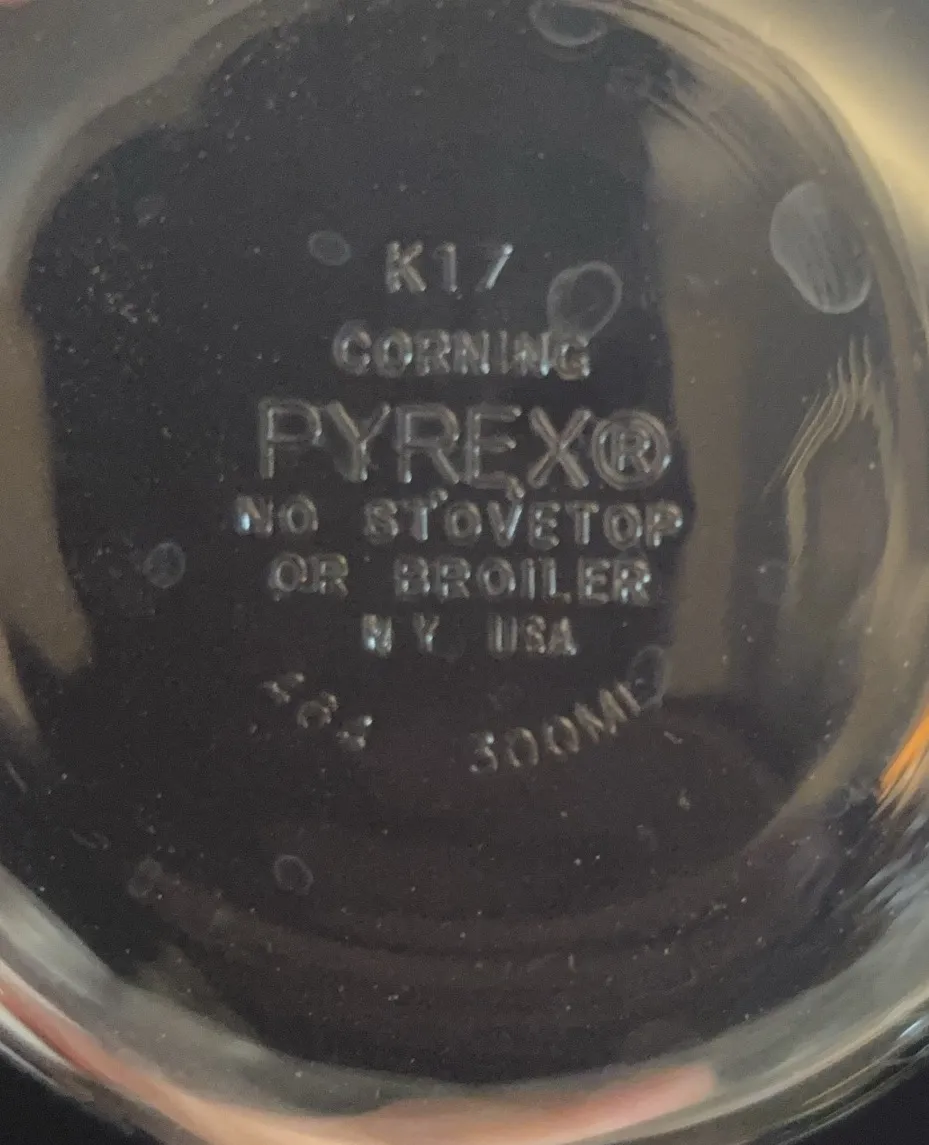 K17
CORNING
PYREX®
NO STOVETOP
OR BROILER
NY USA
300ML